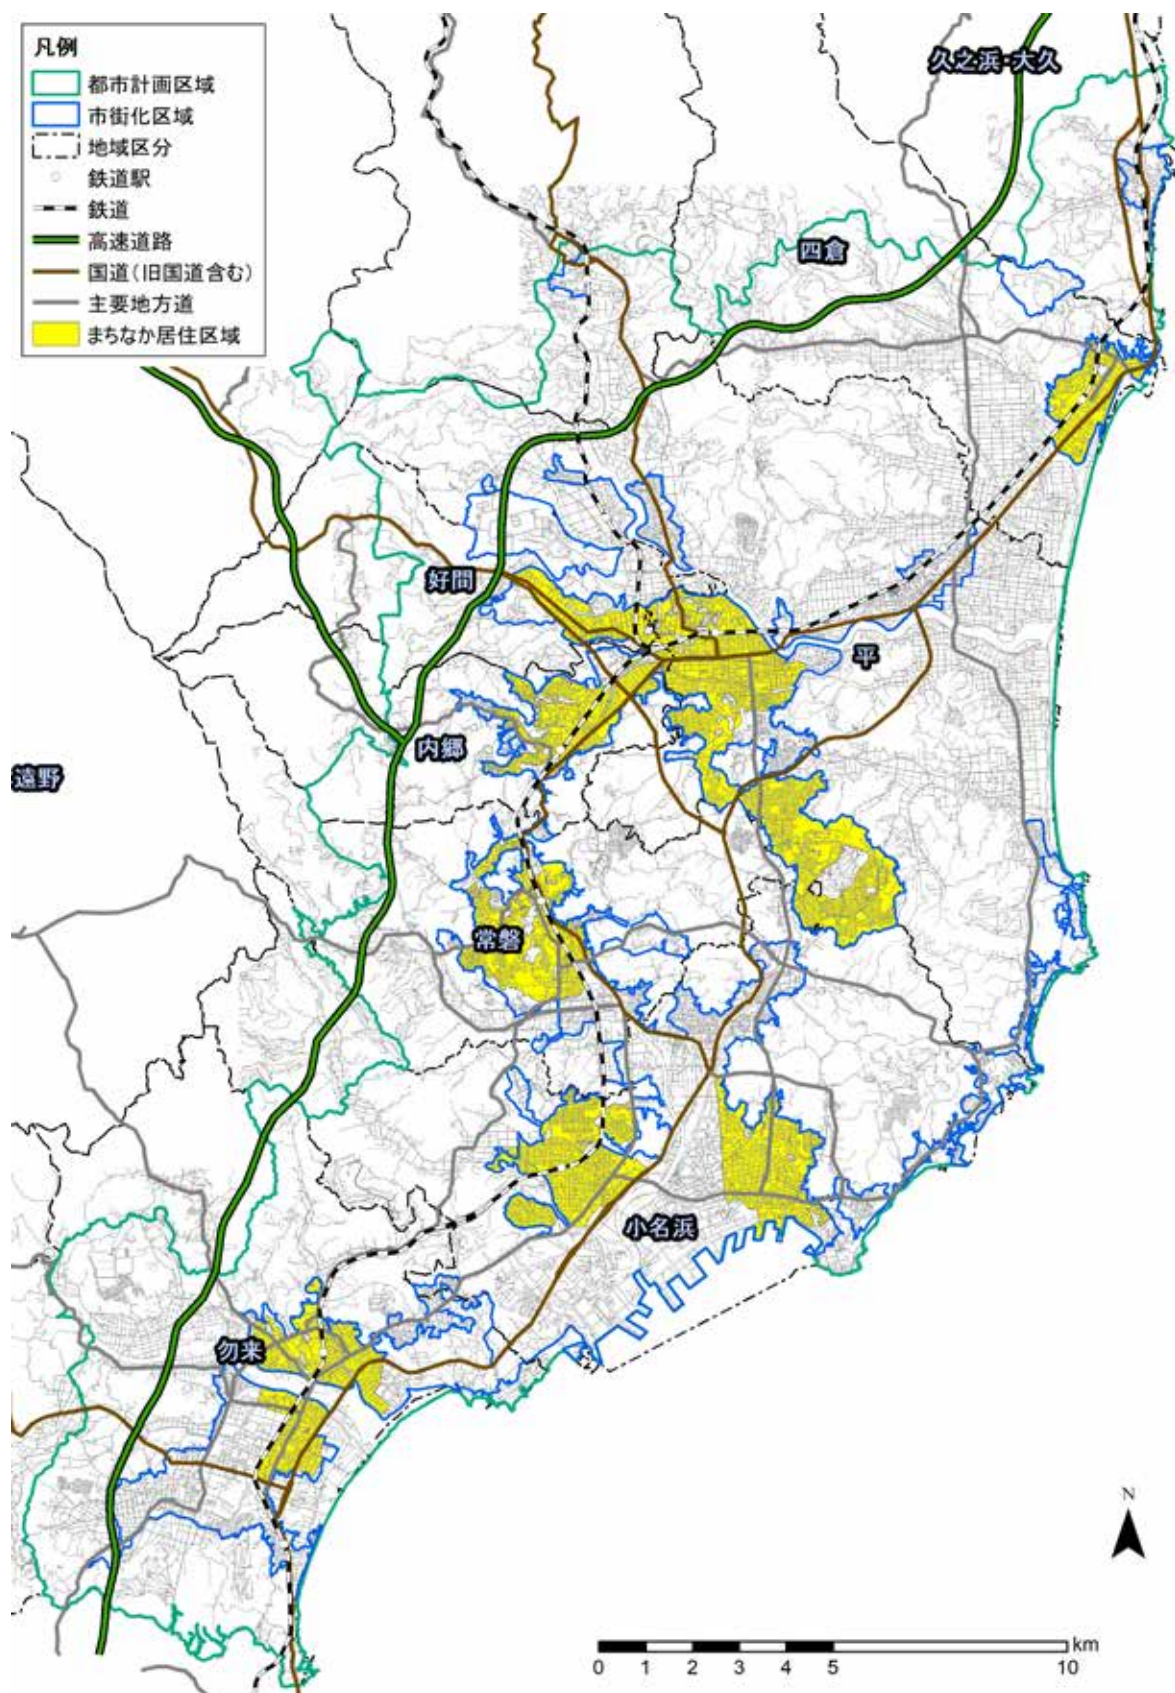 凡例
都市計画区域
市街化区域
地域区分
鉄道駅
鉄道
高速道路
国道(旧国道含む)
主要地方道
まちなか居住区域
久之浜・大久
四倉
好間
平
内郷
遠野
常磐
小名浜
勿来
N
km
0 1 2 3 4 5 10